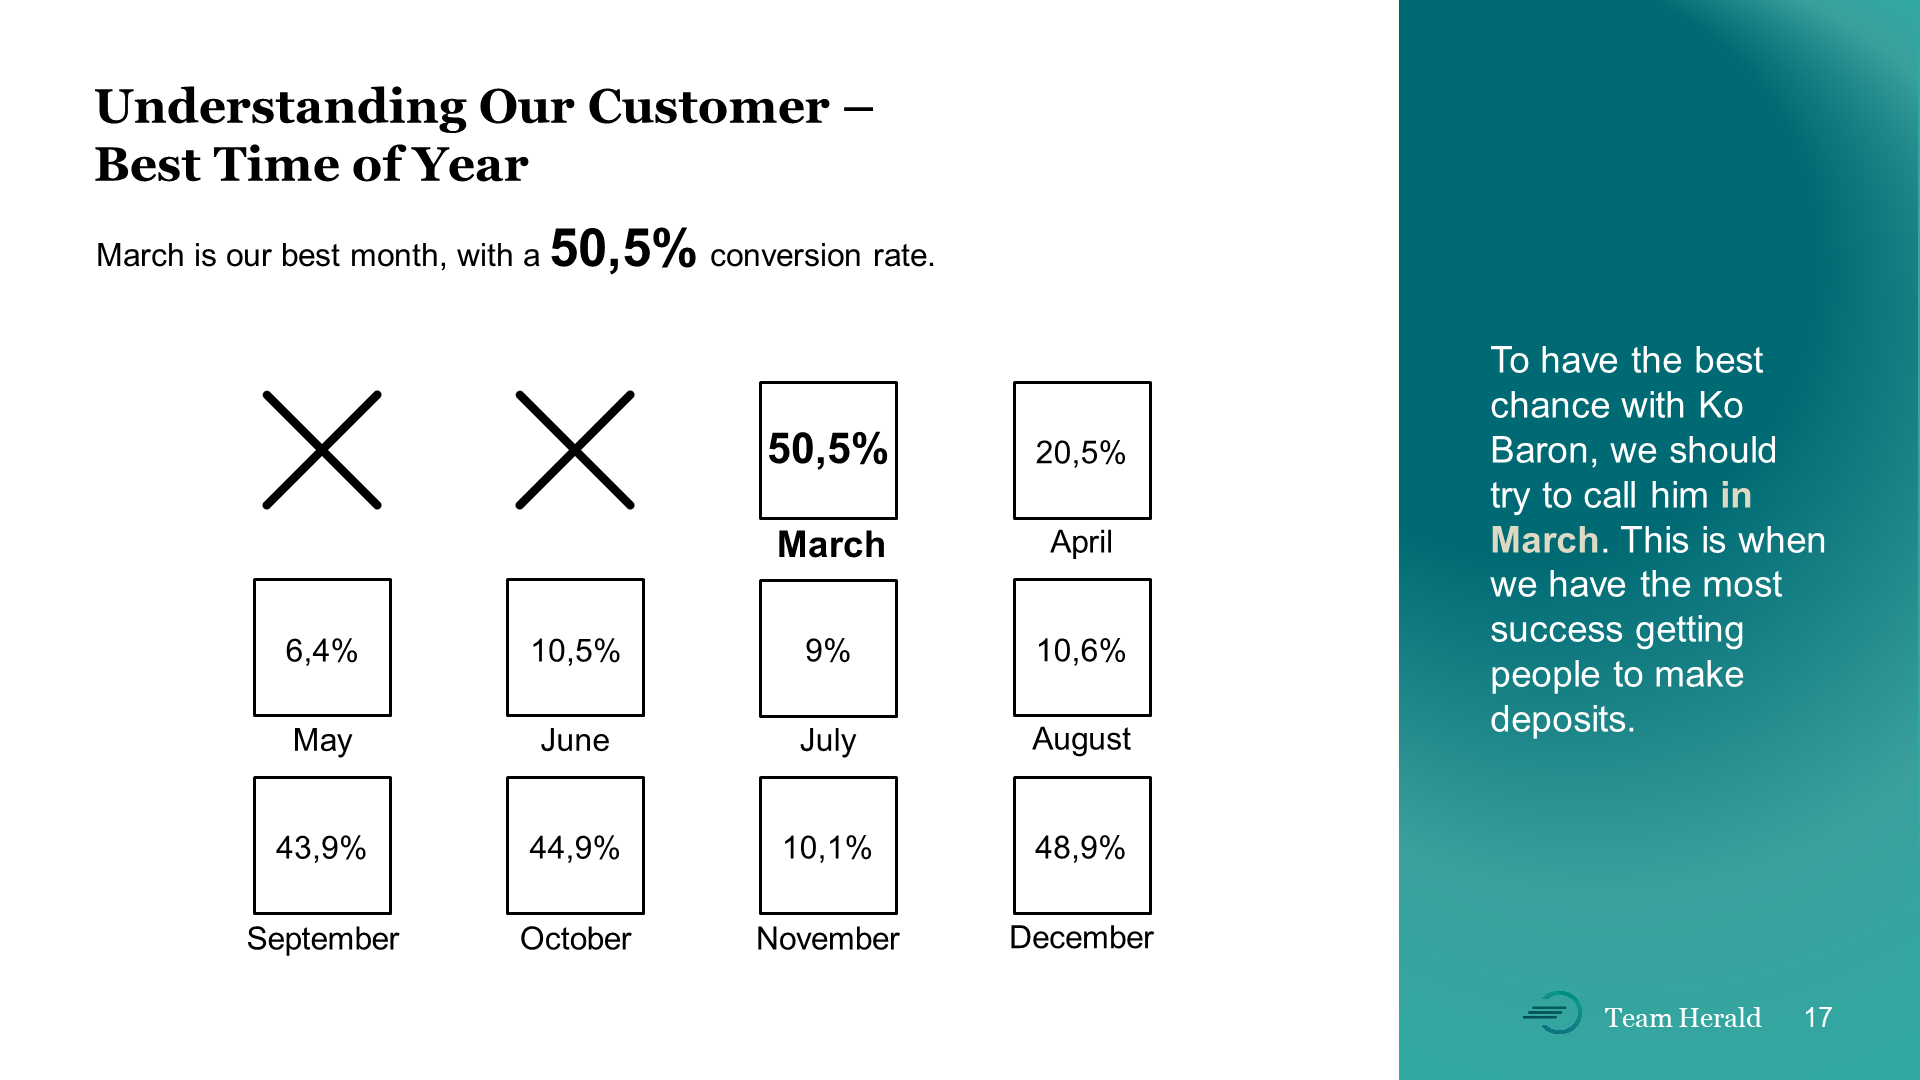 Understanding Our Customer –
Best Time of Year
March is our best month, with a 50,5% conversion rate.
50,5%
20,5%
March
April
6,4%
10,5%
9%
10,6%
May
June
July
August
43,9%
44,9%
10,1%
48,9%
September
October
November
December
To have the best
chance with Ko
Baron, we should
try to call him in
March. This is when
we have the most
success getting
people to make
deposits.
Team Herald
17